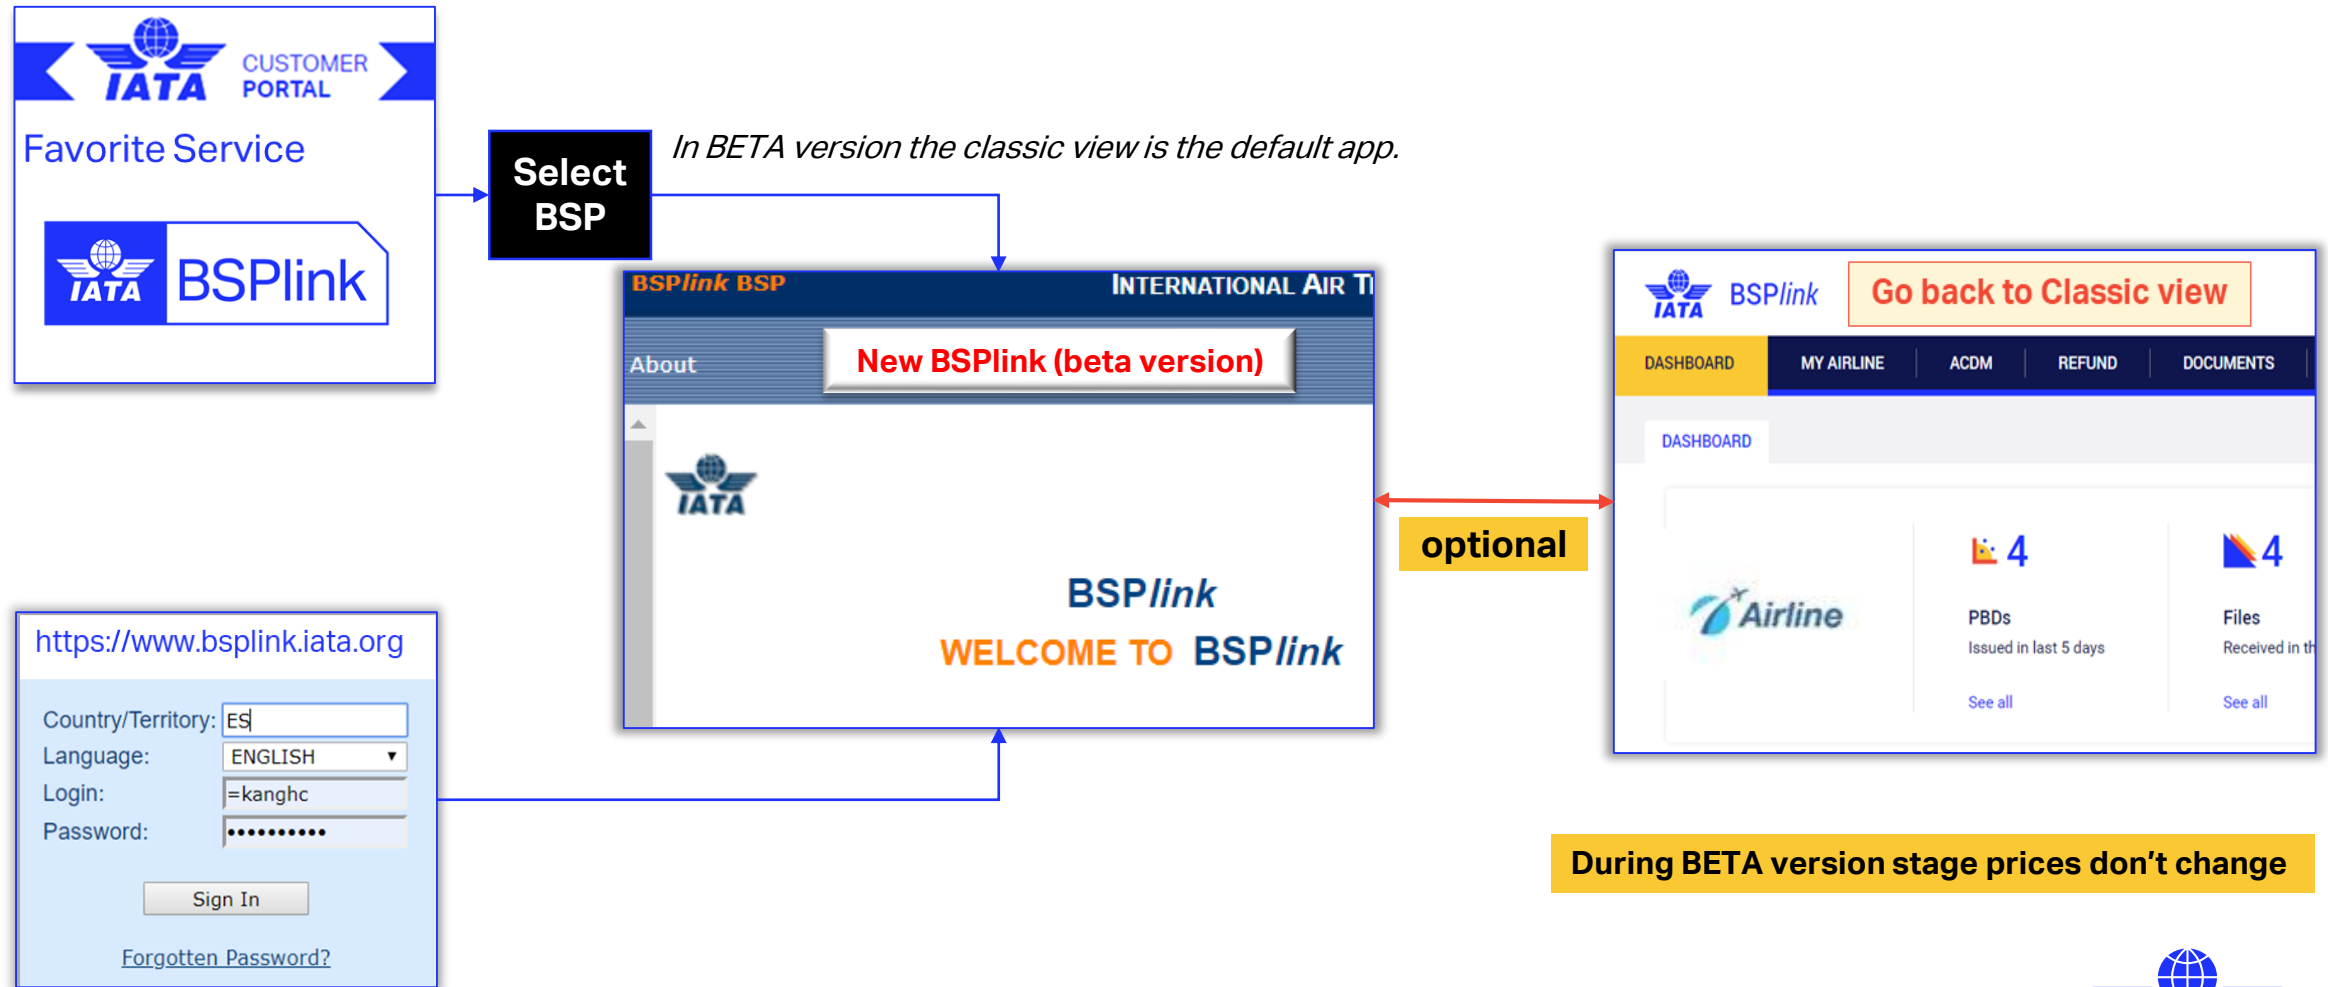 IATA
CUSTOMER
PORTAL
Favorite Service
IATA
BSPlink
Select
BSP
In BETA version the classic view is the default app.
BSPlink BSP
INTERNATIONAL AIR
About
New BSPlink (beta version)
IATA
BSPlink
WELCOME TO BSPlink
optional
IATA
BSPlink
Go back to Classic view
DASHBOARD
MY AIRLINE
ACDM
REFUND
DOCUMENTS
DASHBOARD
Airline
4
PBDs
Issued in last 5 days
See all
4
Files
Received in
See all
https://www.bsplink.iata.org
Country/Territory: ES
Language: ENGLISH
Login: =kanghc
Password: ••••••••••
Sign In
Forgotten Password?
During BETA version stage prices don't change